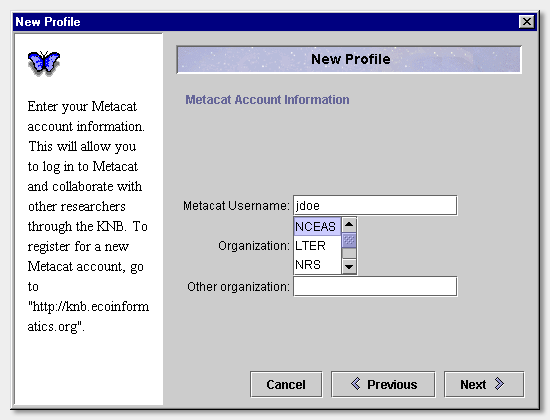 New Profile
New Profile
Enter your Metacat
account information.
This will allow you
to log in to Metacat
and collaborate with
other researchers
through the KNB. To
register for a new
Metacat account, go
to
"http://knb.ecoinform
atics.org".
Metacat Account Information
Metacat Username: jdoe
Organization:
NCEAS
LTER
NRS
Other organization:
Cancel
Previous
Next